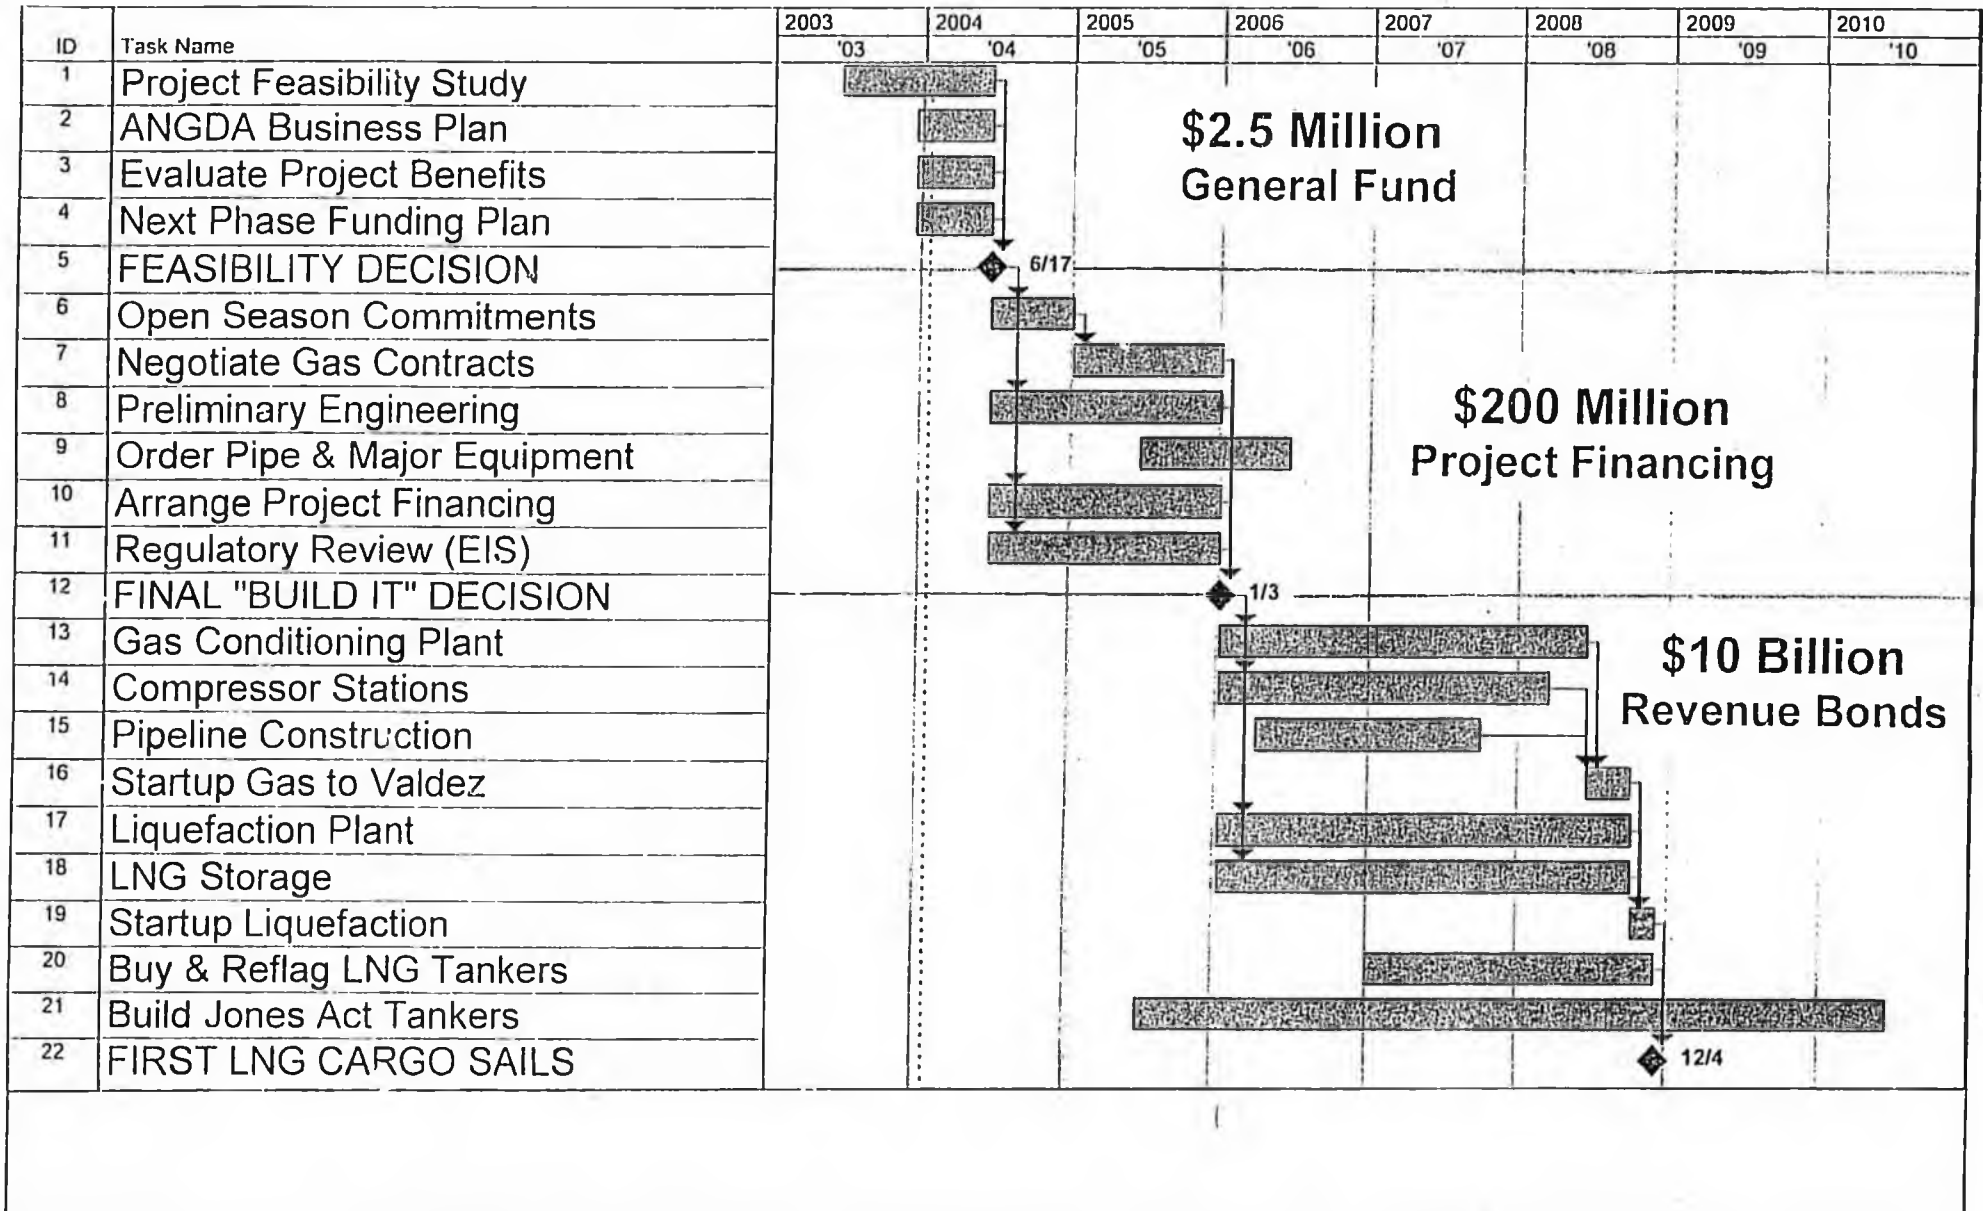 2003 2004 2005 2006 2007 2008 2009 2010
ID Task Name '03 '04 '05 '06 '07 '08 '09 '10
1 Project Feasibility Study
2 ANGDA Business Plan
3 Evaluate Project Benefits
4 Next Phase Funding Plan
$2.5 Million
General Fund
5 FEASIBILITY DECISION 6/17
6 Open Season Commitments
7 Negotiate Gas Contracts
8 Preliminary Engineering
9 Order Pipe & Major Equipment
10 Arrange Project Financing
11 Regulatory Review (EIS)
$200 Million
Project Financing
12 FINAL "BUILD IT" DECISION 1/3
13 Gas Conditioning Plant
14 Compressor Stations
15 Pipeline Construction
16 Startup Gas to Valdez
17 Liquefaction Plant
18 LNG Storage
19 Startup Liquefaction
20 Buy & Reflag LNG Tankers
21 Build Jones Act Tankers
22 FIRST LNG CARGO SAILS 12/4
$10 Billion
Revenue Bonds